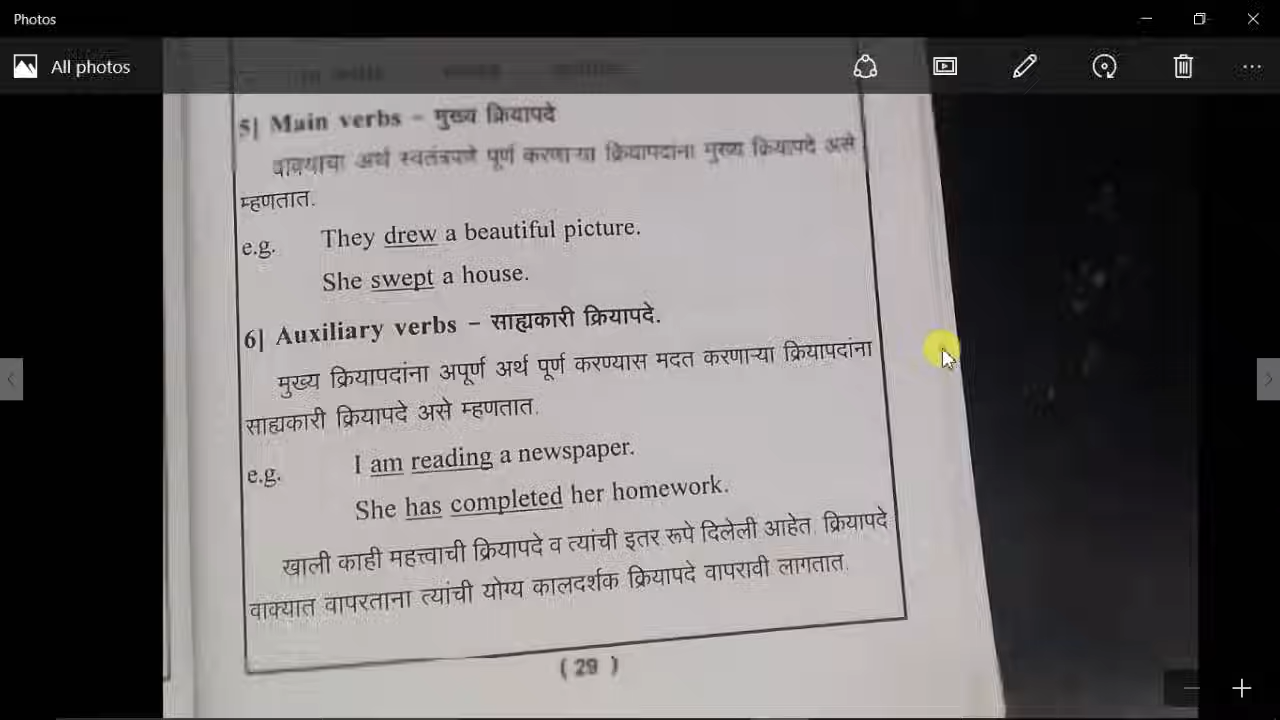 Photos
All photos
5| Main verbs – मुख्य क्रियापदे
वाक्याचा अर्थ स्वतंत्रपणे पूर्ण करणाऱ्या क्रियापदांना मुख्य क्रियापदे असे
म्हणतात.
e.g. They drew a beautiful picture.
She swept a house.
6| Auxiliary verbs – साह्यकारी क्रियापदे.
मुख्य क्रियापदांना अपूर्ण अर्थ पूर्ण करण्यास मदत करणाऱ्या क्रियापदांना
साह्यकारी क्रियापदे असे म्हणतात.
e.g. I am reading a newspaper.
She has completed her homework.
खाली काही महत्त्वाची क्रियापदे व त्यांची इतर रूपे दिलेली आहेत. क्रियापदे
वाक्यात वापरताना त्यांची योग्य कालदर्शक क्रियापदे वापरावी लागतात.
( 29 )